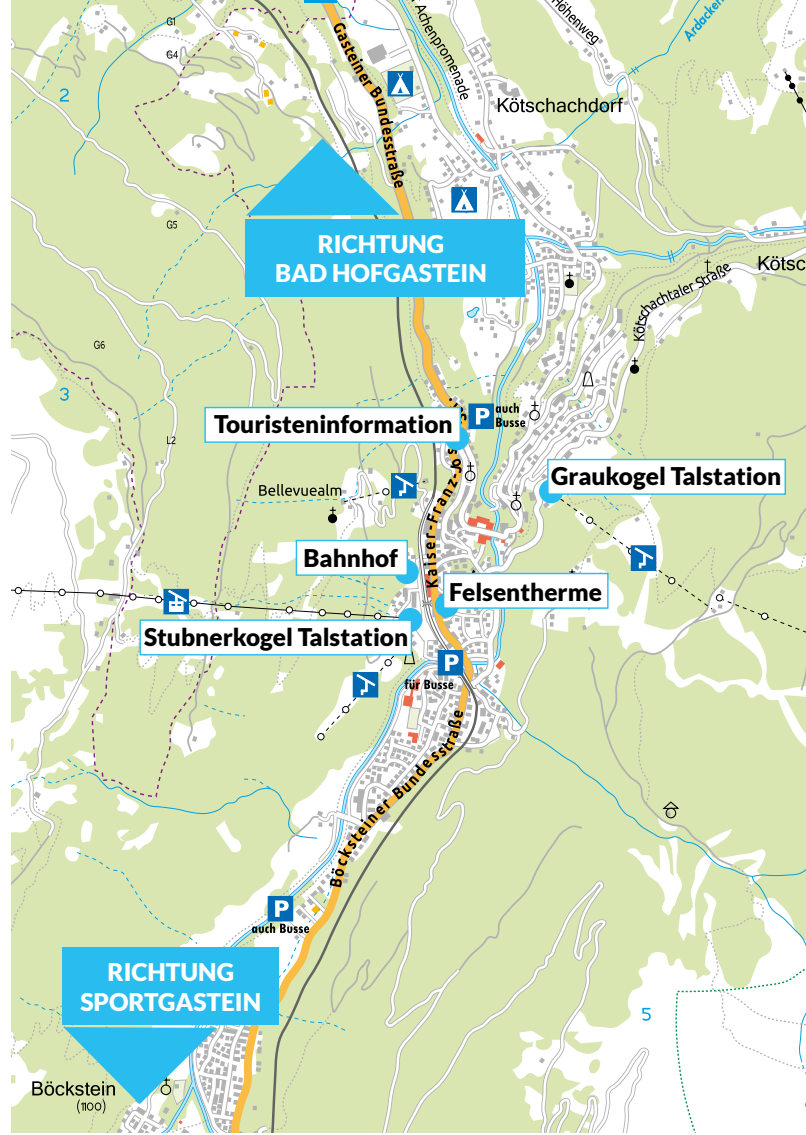 G1
Achenpromenade
Höhenweg
G4
Gasteiner Bundesstraße
2
Kötschachdorf
G5
RICHTUNG
BAD HOFGASTEIN
Kötschachtaler Straße
G6
3
P
auch
Busse
Touristeninformation
L2
Graukogel Talstation
Bellevuealm
Bahnhof
Felsentherme
Stubnerkogel Talstation
P
für Busse
Böcksteiner Bundesstraße
P
auch Busse
RICHTUNG
SPORTGASTEIN
5
Böckstein
(1100)